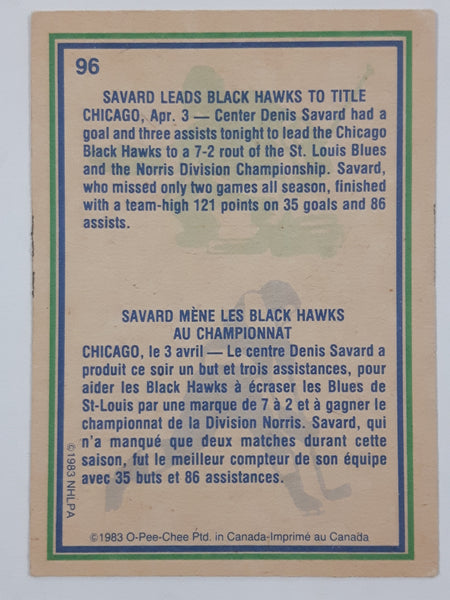 96
SAVARD LEADS BLACK HAWKS TO TITLE
CHICAGO, Apr. 3 — Center Denis Savard had a
goal and three assists tonight to lead the Chicago
Black Hawks to a 7-2 rout of the St. Louis Blues
and the Norris Division Championship. Savard,
who missed only two games all season, finished
with a team-high 121 points on 35 goals and 86
assists.
SAVARD MÈNE LES BLACK HAWKS
AU CHAMPIONNAT
CHICAGO, le 3 avril — Le centre Denis Savard a
produit ce soir un but et trois assistances, pour
aider les Black Hawks à écraser les Blues de
St-Louis par une marque de 7 à 2 et à gagner le
championnat de la Division Norris. Savard, qui
n'a manqué que deux matches durant cette
saison, fut le meilleur compteur de son équipe
avec 35 buts et 86 assistances.
©1983 NHLPA
©1983 O-Pee-Chee Ptd. in Canada-Imprimé au Canada